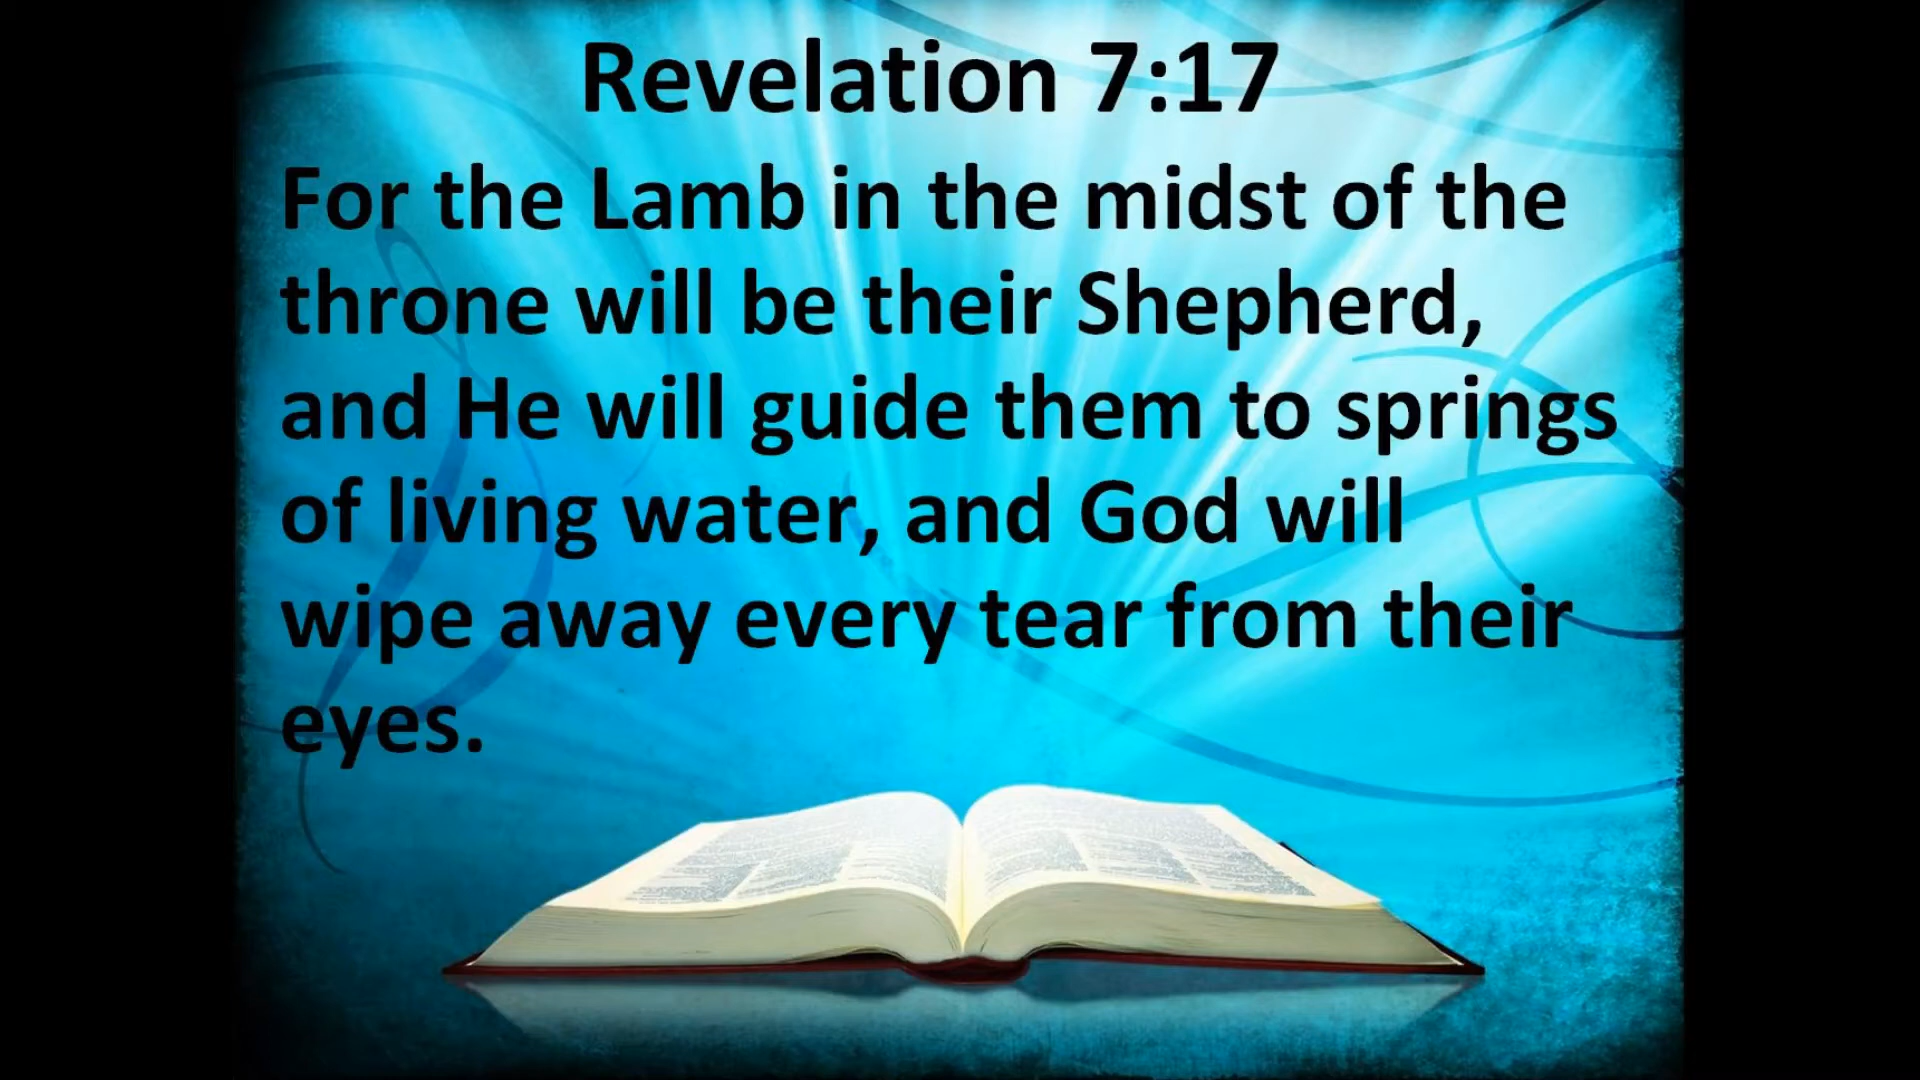 Revelation 7:17
For the Lamb in the midst of the
throne will be their Shepherd,
and He will guide them to springs
of living water, and God will
wipe away every tear from their
eyes.